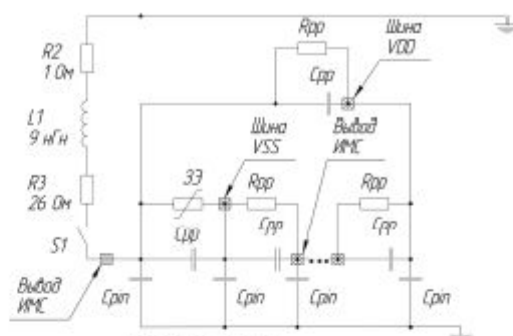 R2
1 Ом
L1
9 нГн
R3
26 Ом
S1
Вывод
ИМС
Rpp
Cpp
Шина
VDD
Шина
VSS
Вывод
ИМС
ЗЭ
Rpp
Rpp
Cpp
Cpp
Cpp
Cpin
Cpin
Cpin
Cpin